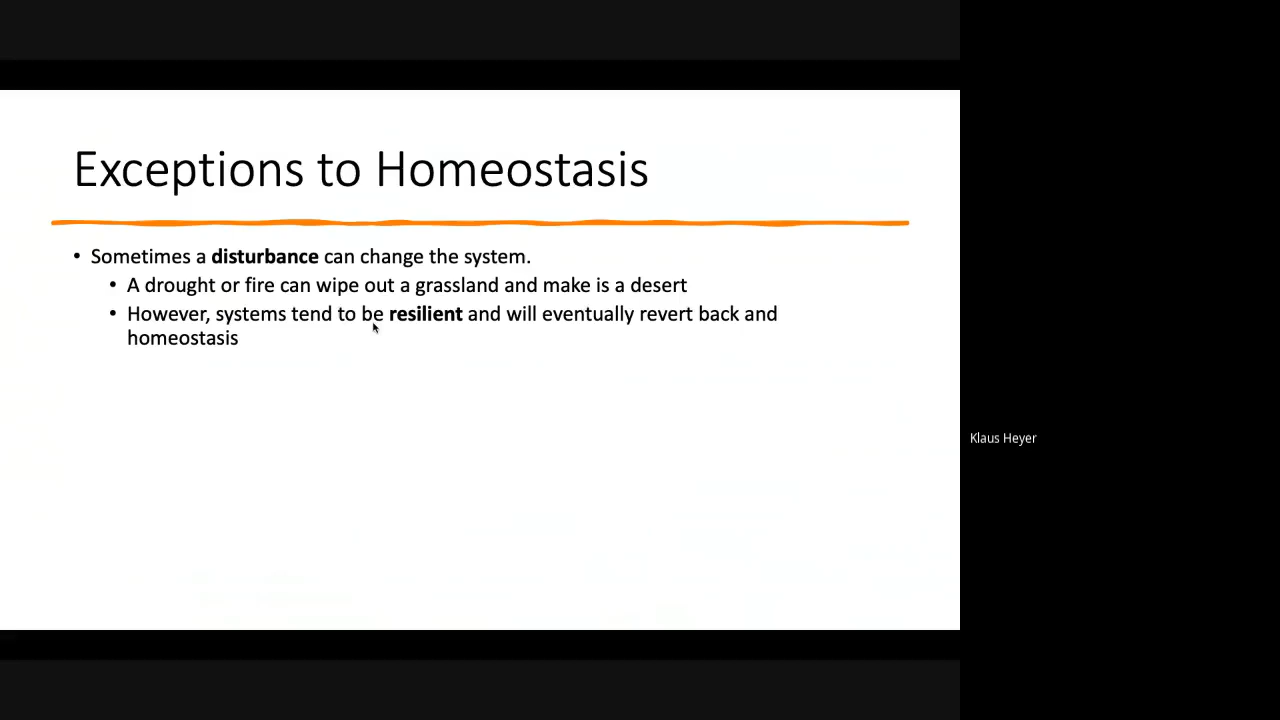 Exceptions to Homeostasis
• Sometimes a disturbance can change the system.
• A drought or fire can wipe out a grassland and make is a desert
• However, systems tend to be resilient and will eventually revert back and
homeostasis
Klaus Heyer